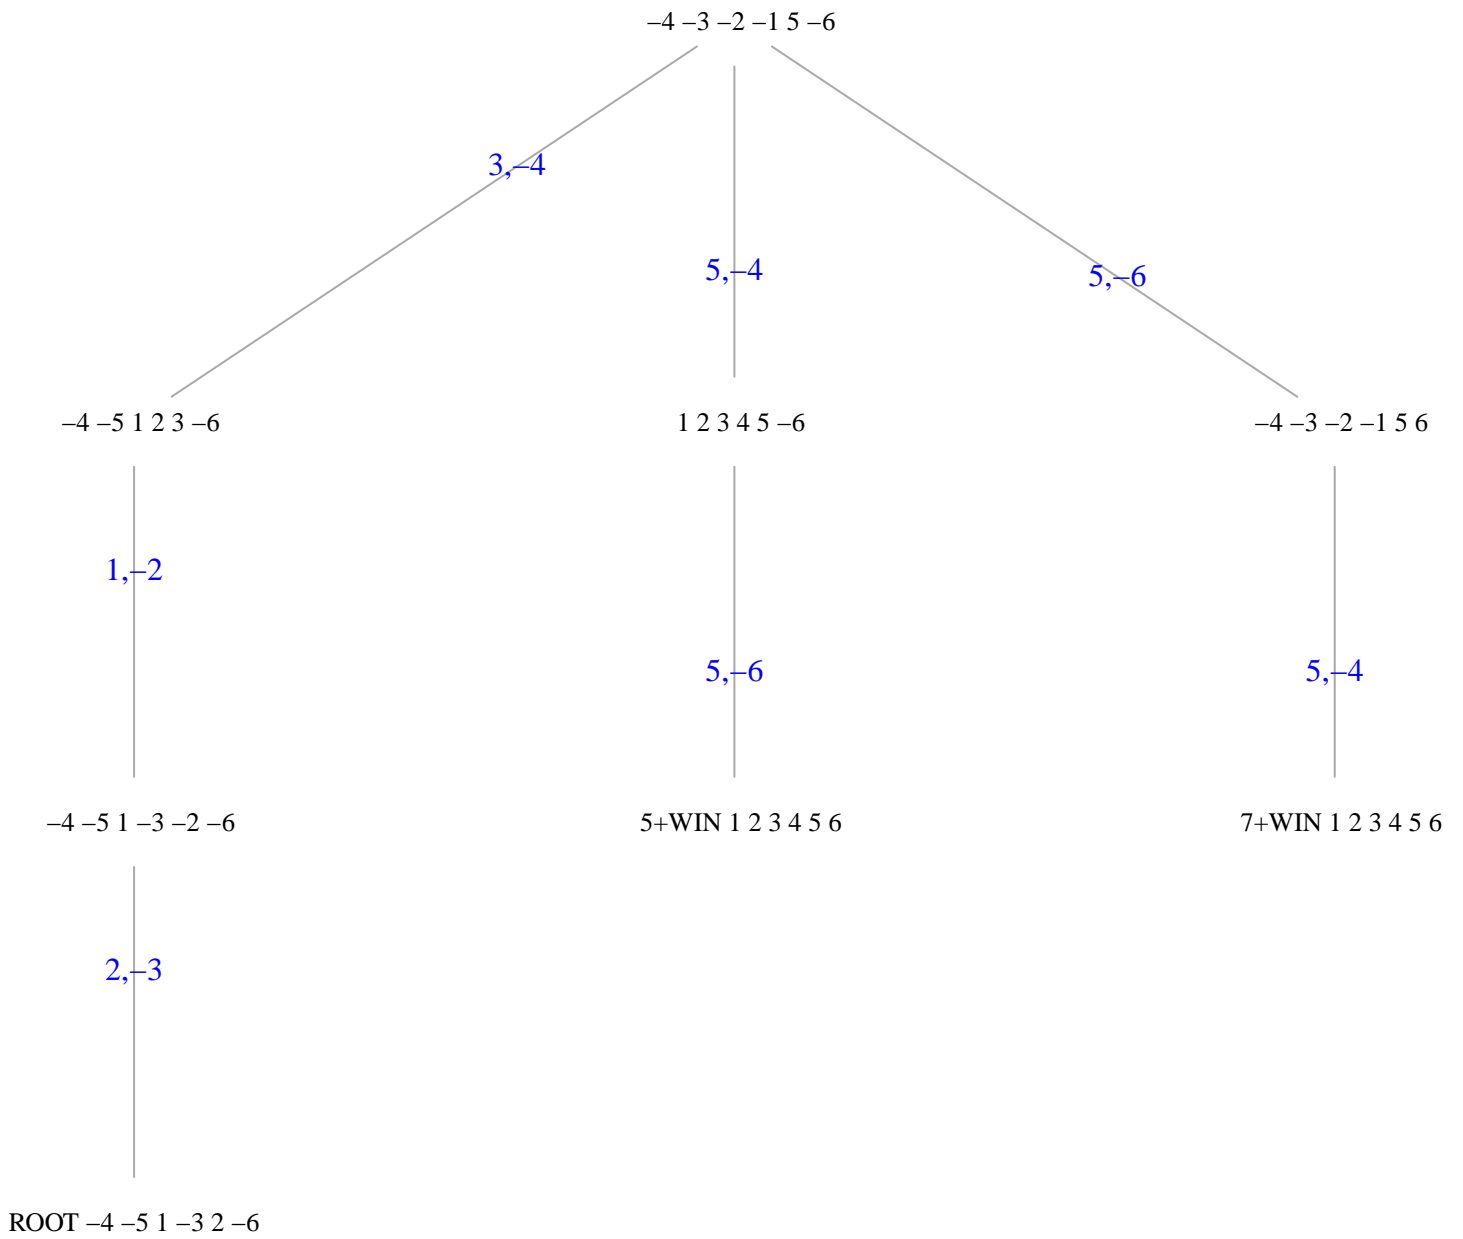 –4 –3 –2 –1 5 –6
3,–4
5,–4
5,–6
–4 –5 1 2 3 –6
1 2 3 4 5 –6
–4 –3 –2 –1 5 6
1,–2
5,–6
5,–4
–4 –5 1 –3 –2 –6
5+WIN 1 2 3 4 5 6
7+WIN 1 2 3 4 5 6
2,–3
ROOT –4 –5 1 –3 2 –6